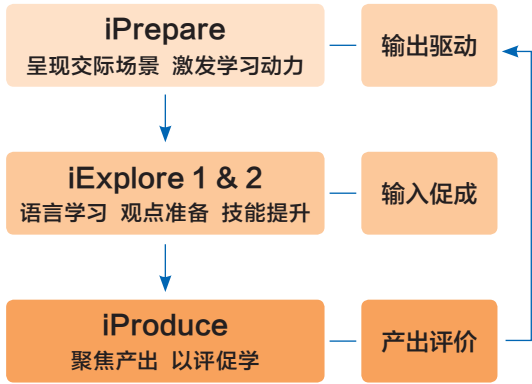 iPrepare
呈现交际场景 激发学习动力
输出驱动
iExplore 1 & 2
语言学习 观点准备 技能提升
输入促成
iProduce
聚焦产出 以评促学
产出评价